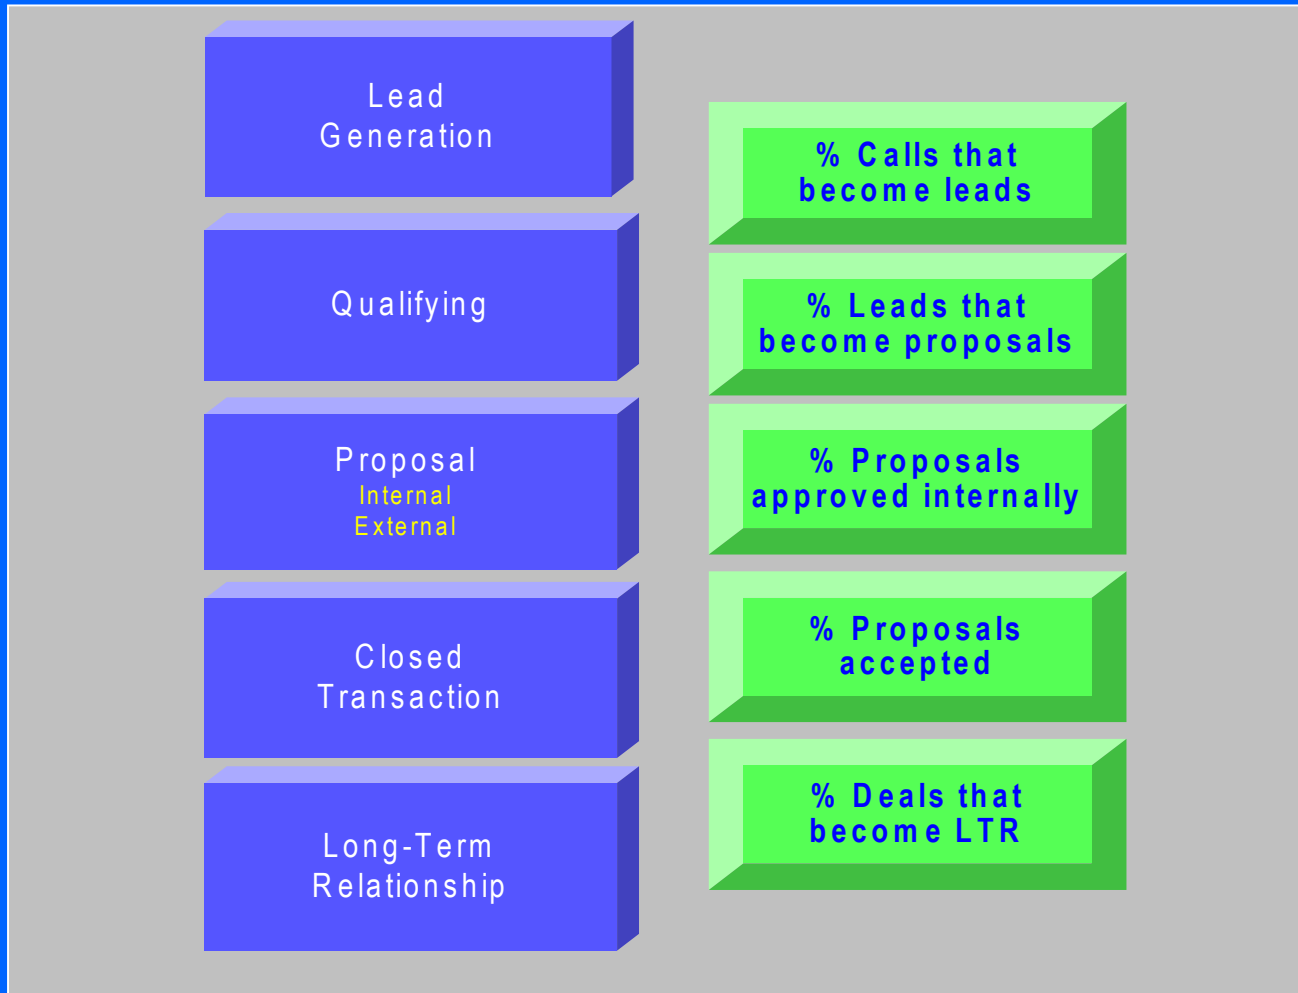 Lead
Generation
Qualifying
Proposal
Internal
External
Closed
Transaction
Long-Term
Relationship
% Calls that
become leads
% Leads that
become proposals
% Proposals
approved internally
% Proposals
accepted
% Deals that
become LTR